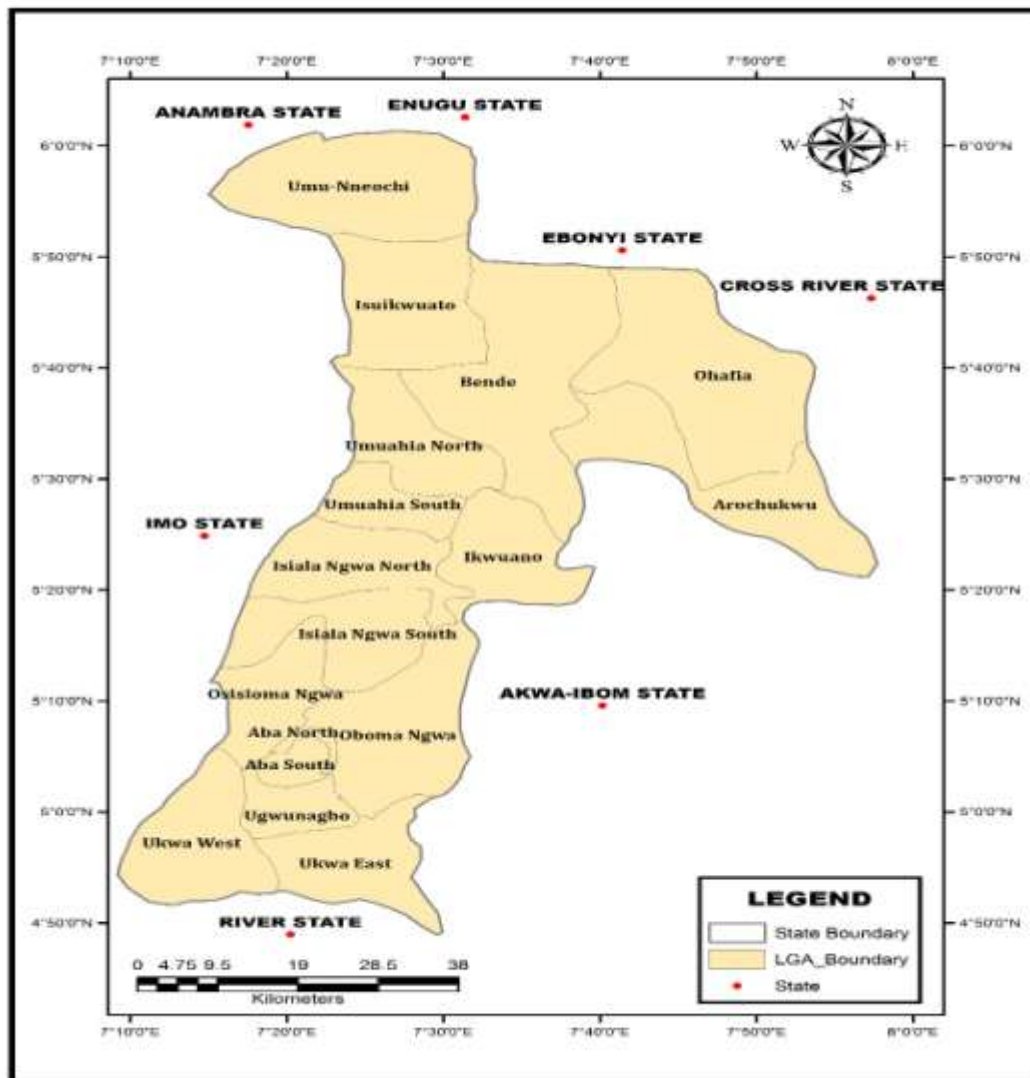 7°10'0"E 7°20'0"E 7°30'0"E 7°40'0"E 7°50'0"E 8°0'0"E
ANAMBRA STATE
ENUGU STATE
N
W E
S
6°0'0"N 6°0'0"N
Umu-Nneochi
EBONYI STATE
5°50'0"N 5°50'0"N
CROSS RIVER STATE
Isuikwuato
5°40'0"N 5°40'0"N
Bende
Ohafia
Umuahia North
5°30'0"N 5°30'0"N
Umuahia South
Arochukwu
IMO STATE
Ikwuano
Isiala Ngwa North
5°20'0"N 5°20'0"N
Isiala Ngwa South
Osisioma Ngwa
AKWA-IBOM STATE
5°10'0"N 5°10'0"N
Aba North
Oboma Ngwa
Aba South
5°0'0"N 5°0'0"N
Ugwunagbo
Ukwa West
Ukwa East
LEGEND
4°50'0"N 4°50'0"N
RIVER STATE
State Boundary
LGA_Boundary
State
0 4.75 9.5 19 28.5 38
Kilometers
7°10'0"E 7°20'0"E 7°30'0"E 7°40'0"E 7°50'0"E 8°0'0"E